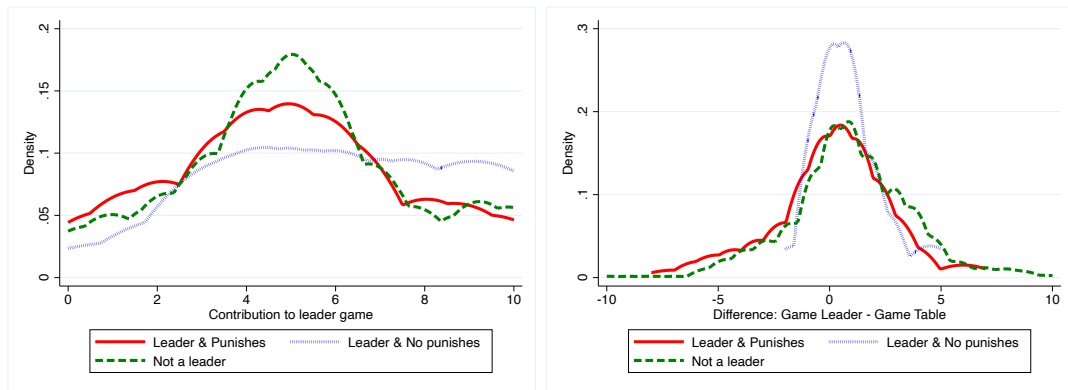 .2
.15
.1
.05
0
Density
0 2 4 6 8 10
Contribution to leader game
Leader & Punishes Leader & No punishes
Not a leader
.3
.2
.1
0
Density
-10 -5 0 5 10
Difference: Game Leader - Game Table
Leader & Punishes Leader & No punishes
Not a leader